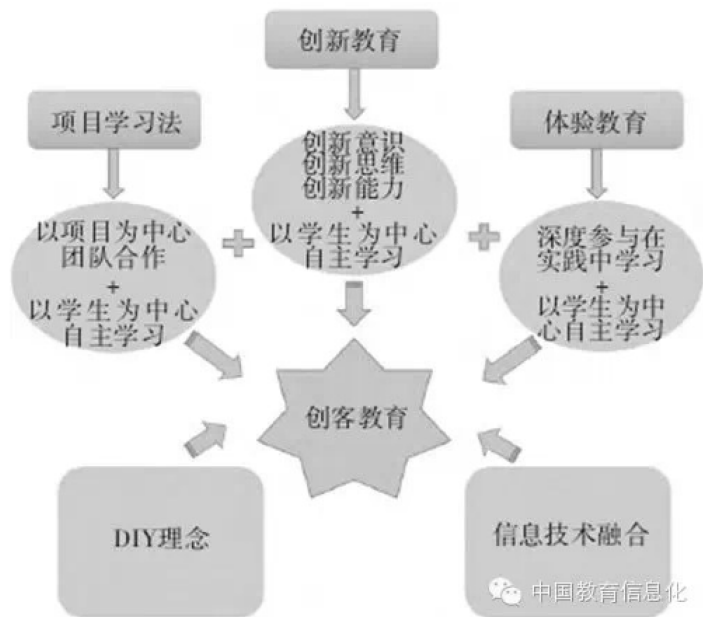 创新教育
项目学习法
体验教育
创新意识
创新思维
创新能力
+
以学生为中心
自主学习
以项目为中心
团队合作
+
以学生为中心
自主学习
深度参与在
实践中学习
+
以学生为中
心自主学习
创客教育
DIY理念
信息技术融合
中国教育信息化